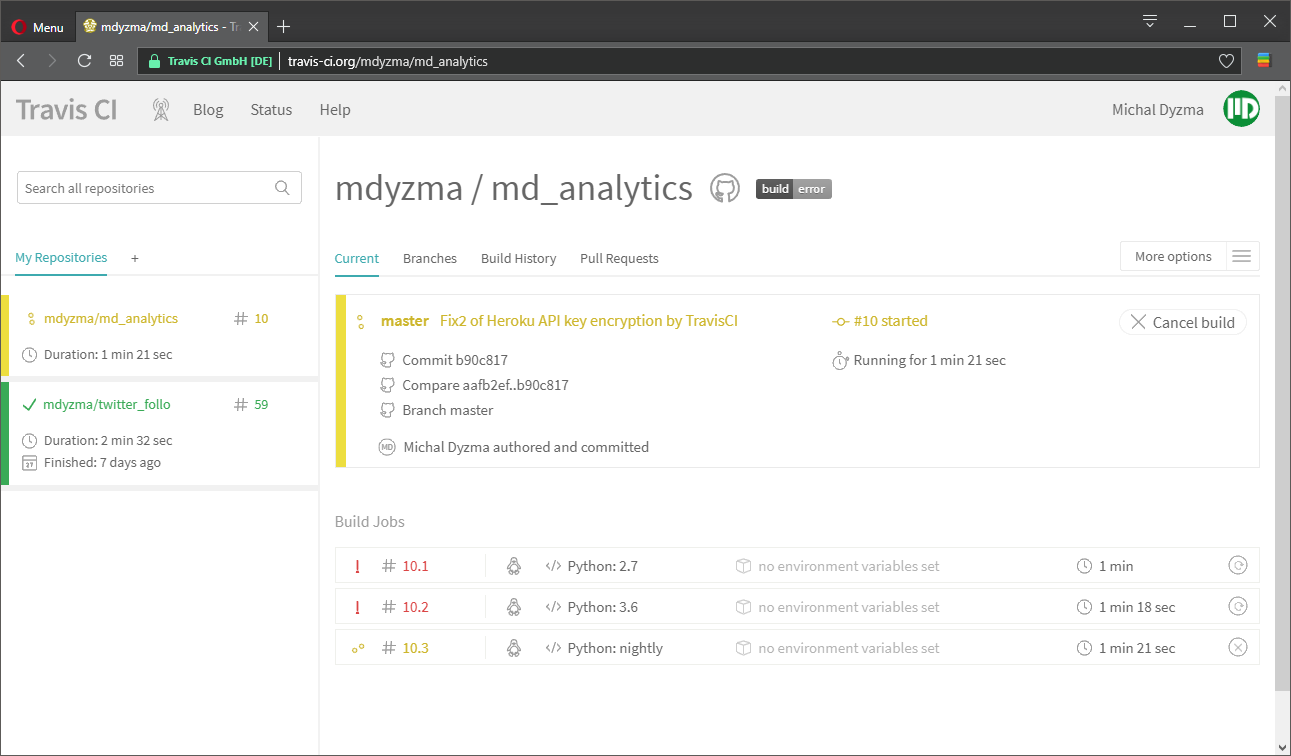 Menu
mdyzma/md_analytics - Tr
Travis CI GmbH [DE] travis-ci.org/mdyzma/md_analytics
Travis CI Blog Status Help Michal Dyzma
Search all repositories
mdyzma / md_analytics build error
My Repositories +
Current Branches Build History Pull Requests More options
mdyzma/md_analytics # 10
Duration: 1 min 21 sec
mdyzma/twitter_follo # 59
Duration: 2 min 32 sec
Finished: 7 days ago
master Fix2 of Heroku API key encryption by TravisCI #10 started Cancel build
Commit b90c817 Running for 1 min 21 sec
Compare aafb2ef..b90c817
Branch master
MD Michal Dyzma authored and committed
Build Jobs
! # 10.1 </> Python: 2.7 no environment variables set 1 min
! # 10.2 </> Python: 3.6 no environment variables set 1 min 18 sec
# 10.3 </> Python: nightly no environment variables set 1 min 21 sec